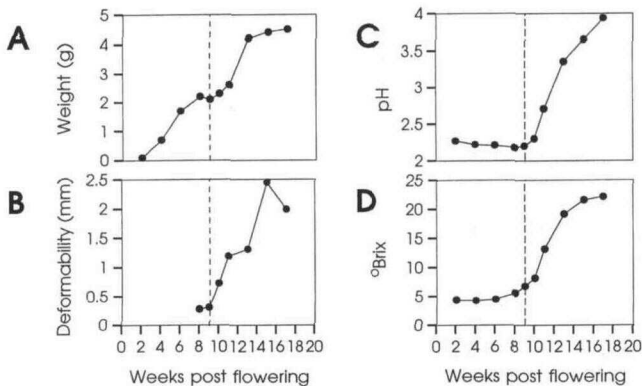 A
Weight (g)
5
4
3
2
1
0
C
pH
4
3.5
3
2.5
2
B
Deformability (mm)
2.5
2
1.5
1
0.5
0
0 2 4 6 8 10 12 14 16 18 20
Weeks post flowering
D
°Brix
25
20
15
10
5
0
0 2 4 6 8 10 12 14 16 18 20
Weeks post flowering